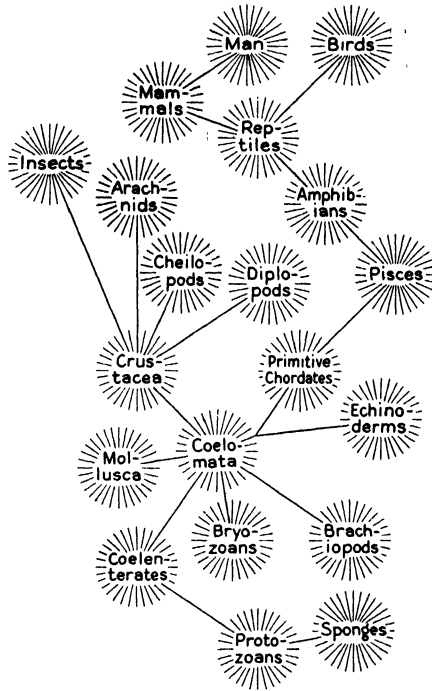 Man
Birds
Mam-
mals
Rep-
tiles
Insects
Arach-
nids
Amphib-
ians
Cheilo-
pods
Diplo-
pods
Pisces
Crus-
tacea
Primitive
Chordates
Echino-
derms
Mol-
lusca
Coelo-
mata
Bryo-
zoans
Brach-
iopods
Coelen-
terates
Proto-
zoans
Sponges